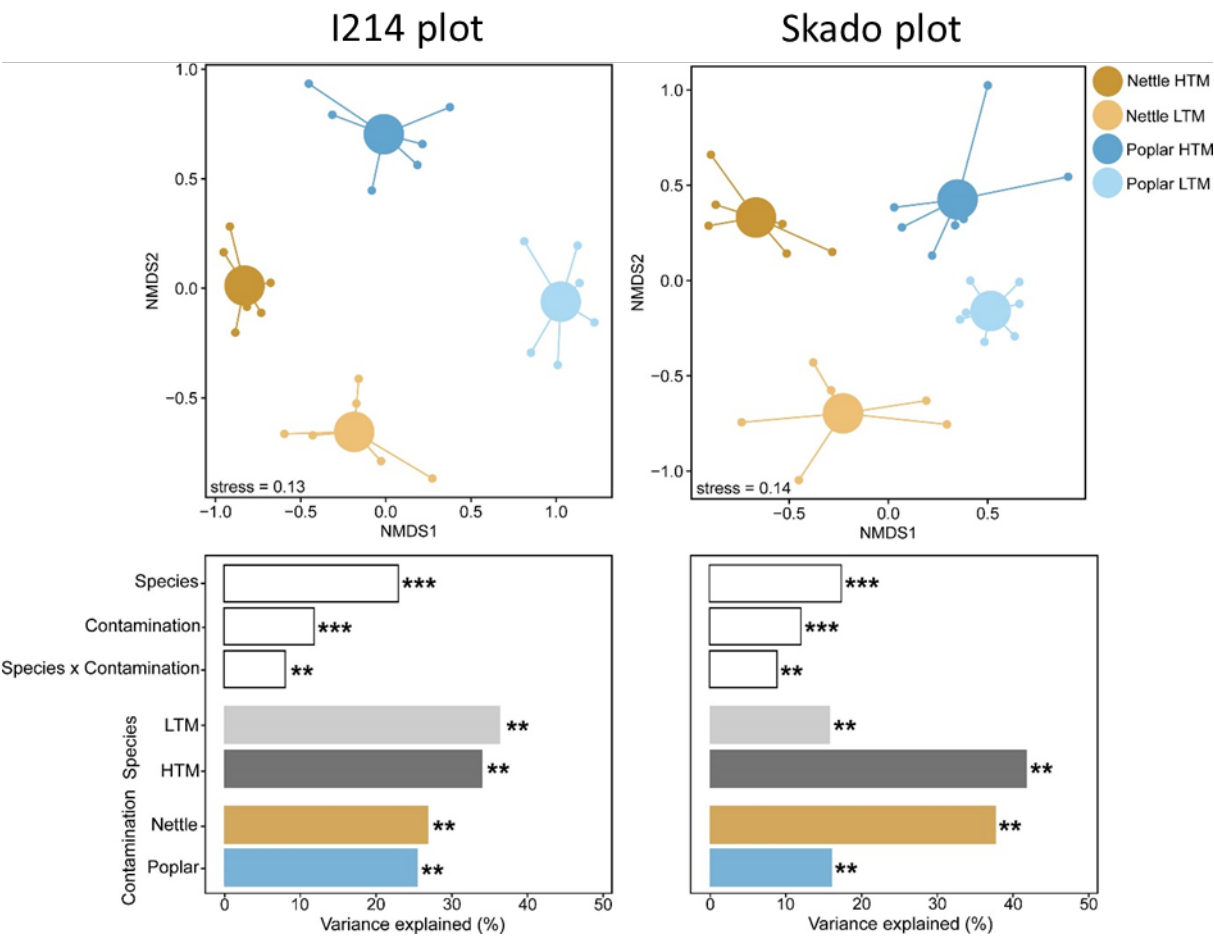 I214 plot
Skado plot
1.0
0.5
0.0
−0.5
NMDS2
stress = 0.13
−1.0 −0.5 0.0 0.5 1.0
NMDS1
1.0
0.5
0.0
−0.5
−1.0
NMDS2
stress = 0.14
−0.5 0.0 0.5
NMDS1
Nettle HTM
Nettle LTM
Poplar HTM
Poplar LTM
Species ***
Contamination ***
Species x Contamination **
Species
LTM **
HTM **
Contamination
Nettle **
Poplar **
0 10 20 30 40 50
Variance explained (%)
***
***
**
**
**
**
**
0 10 20 30 40 50
Variance explained (%)